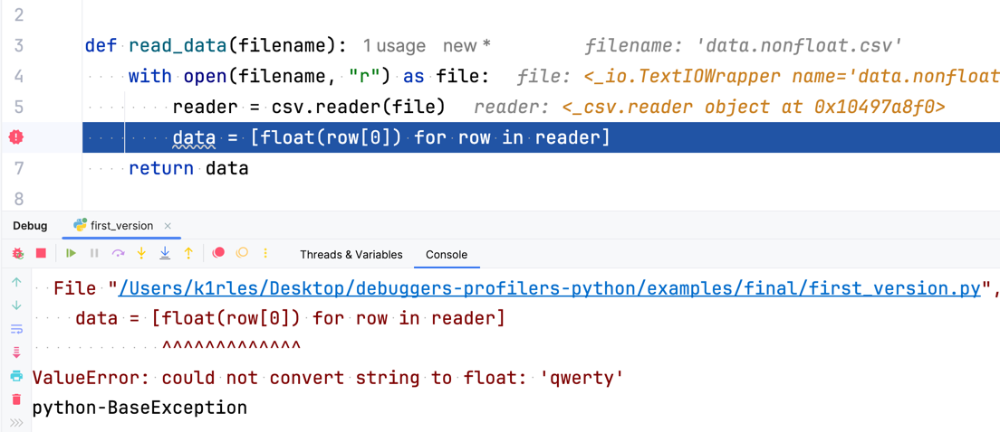 2
3 def read_data(filename): 1 usage new * filename: 'data.nonfloat.csv'
4 with open(filename, "r") as file: file: <_io.TextIOWrapper name='data.nonfloat
5 reader = csv.reader(file) reader: <_csv.reader object at 0x10497a8f0>
data = [float(row[0]) for row in reader]
7 return data
8
Debug first_version ×
Threads & Variables Console
File "/Users/k1rles/Desktop/debuggers-profilers-python/examples/final/first_version.py",
data = [float(row[0]) for row in reader]
^^^^^^^^^^^^^
ValueError: could not convert string to float: 'qwerty'
python-BaseException